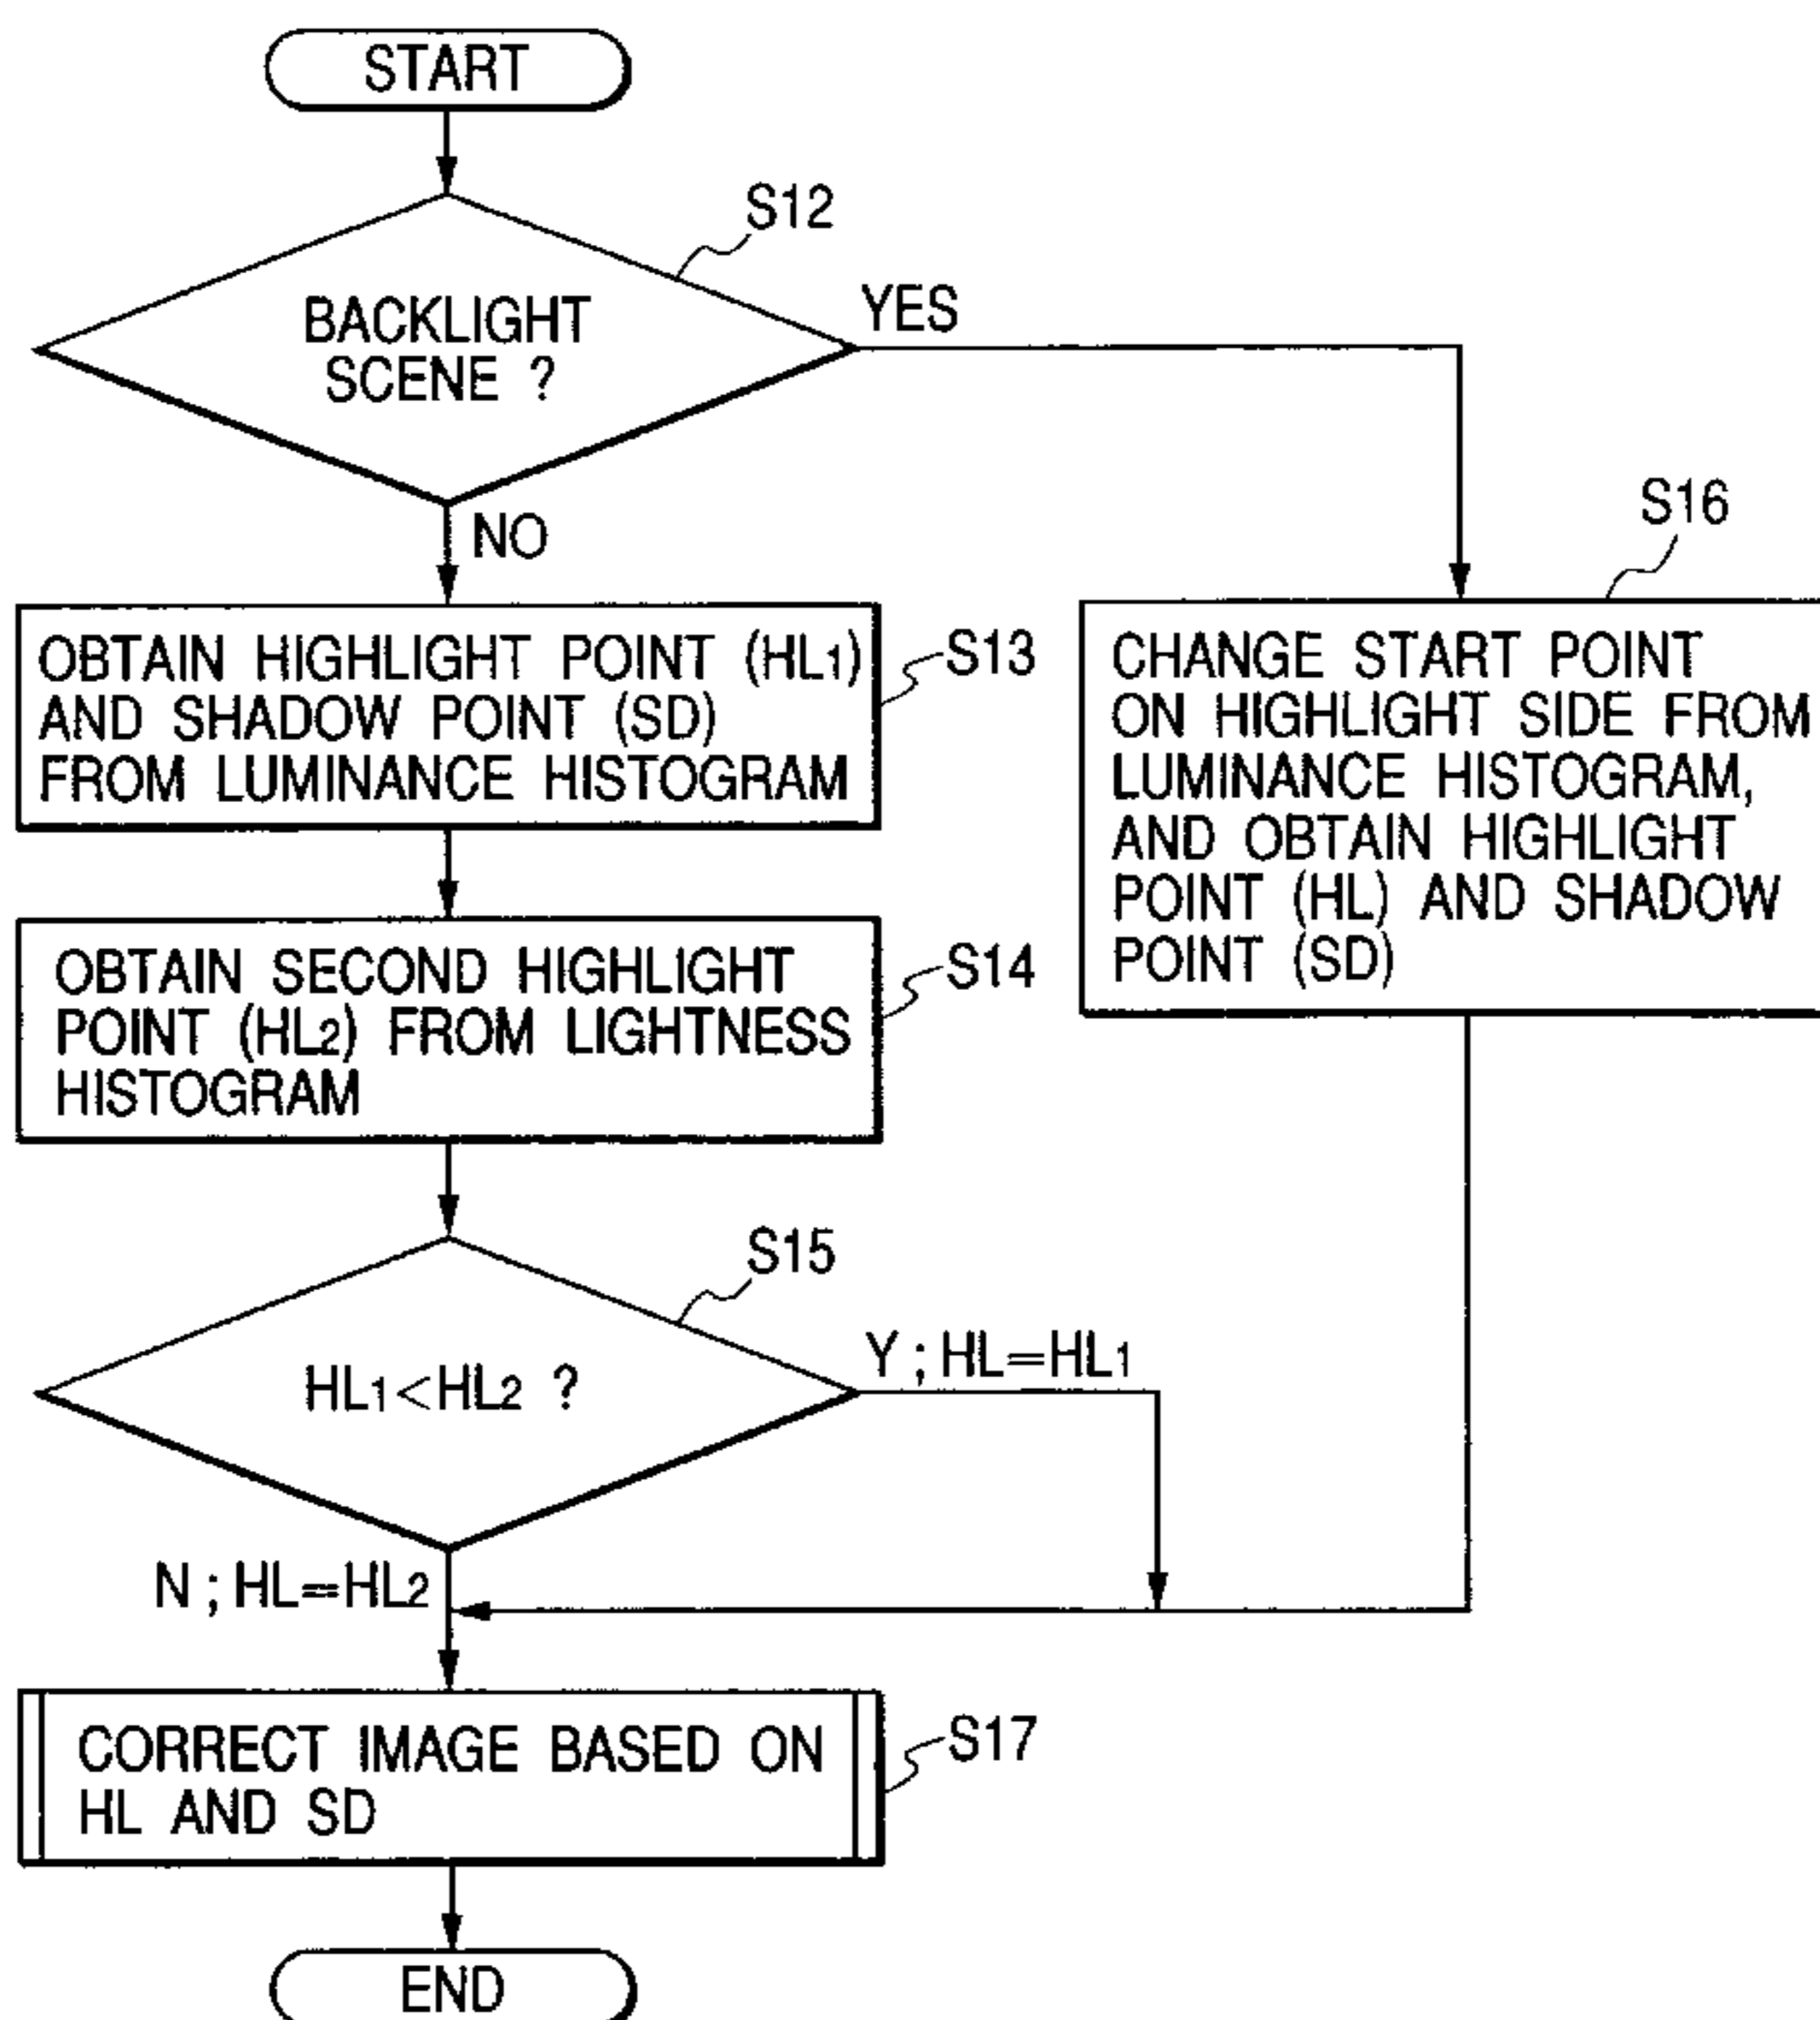 START
S12
BACKLIGHT
SCENE ?
YES
NO
OBTAIN HIGHLIGHT POINT (HL1)
AND SHADOW POINT (SD)
FROM LUMINANCE HISTOGRAM
S13
S16
CHANGE START POINT
ON HIGHLIGHT SIDE FROM
LUMINANCE HISTOGRAM,
AND OBTAIN HIGHLIGHT
POINT (HL) AND SHADOW
POINT (SD)
OBTAIN SECOND HIGHLIGHT
POINT (HL2) FROM LIGHTNESS
HISTOGRAM
S14
S15
HL1<HL2 ?
Y ; HL=HL1
N ; HL=HL2
CORRECT IMAGE BASED ON
HL AND SD
S17
END